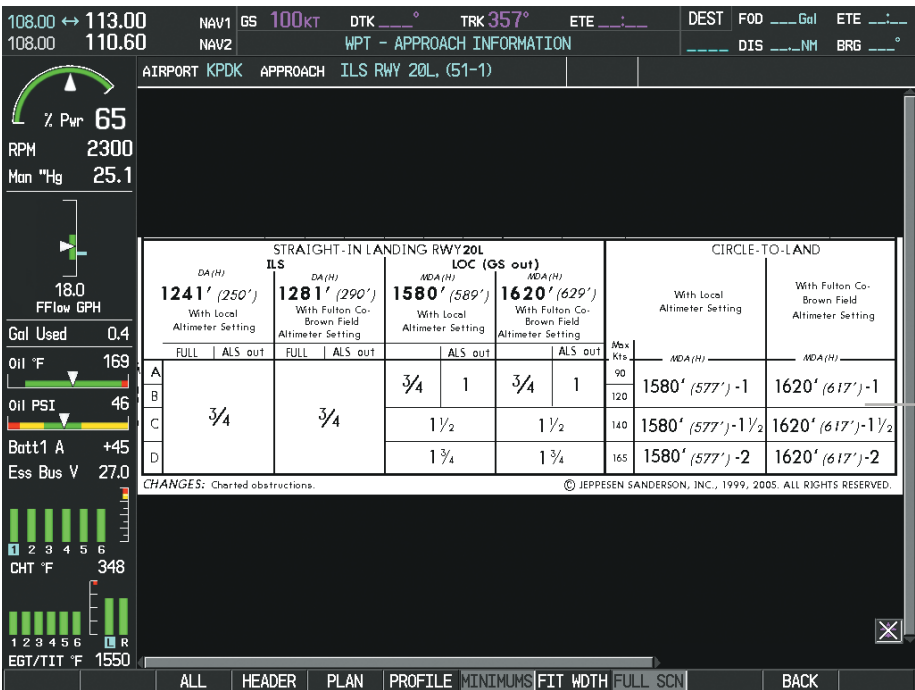 108.00 ↔ 113.00 NAV1 GS 100KT DTK ___° TRK 357° ETE __:__ DEST FOD ___Gal ETE __:__
108.00 110.60 NAV2 WPT - APPROACH INFORMATION ____ DIS __._NM BRG ___°
AIRPORT KPDK APPROACH ILS RWY 20L, (51-1)
% Pwr 65
RPM 2300
Man "Hg 25.1
18.0
FFlow GPH
Gal Used 0.4
Oil °F 169
Oil PSI 46
Batt1 A +45
Ess Bus V 27.0
1 2 3 4 5 6
CHT °F 348
1 2 3 4 5 6 L R
EGT/TIT °F 1550
STRAIGHT-IN LANDING RWY 20L CIRCLE-TO-LAND
ILS LOC (GS out)
DA(H) DA(H) MDA(H) MDA(H)
1241' (250') 1281' (290') 1580' (589') 1620' (629')
With Local Altimeter Setting
With Fulton Co-Brown Field Altimeter Setting
With Local Altimeter Setting
With Fulton Co-Brown Field Altimeter Setting
With Local Altimeter Setting
With Fulton Co-Brown Field Altimeter Setting
FULL ALS out FULL ALS out ALS out ALS out Max Kts MDA(H) MDA(H)
A 3/4 1 3/4 1 90 1580' (577')-1 1620' (617')-1
B 120
C 3/4 3/4 1 1/2 1 1/2 140 1580' (577')-1 1/2 1620' (617')-1 1/2
D 1 3/4 1 3/4 165 1580' (577')-2 1620' (617')-2
CHANGES: Charted obstructions. © JEPPESEN SANDERSON, INC., 1999, 2005. ALL RIGHTS RESERVED.
ALL HEADER PLAN PROFILE MINIMUMS FIT WDTH FULL SCN BACK